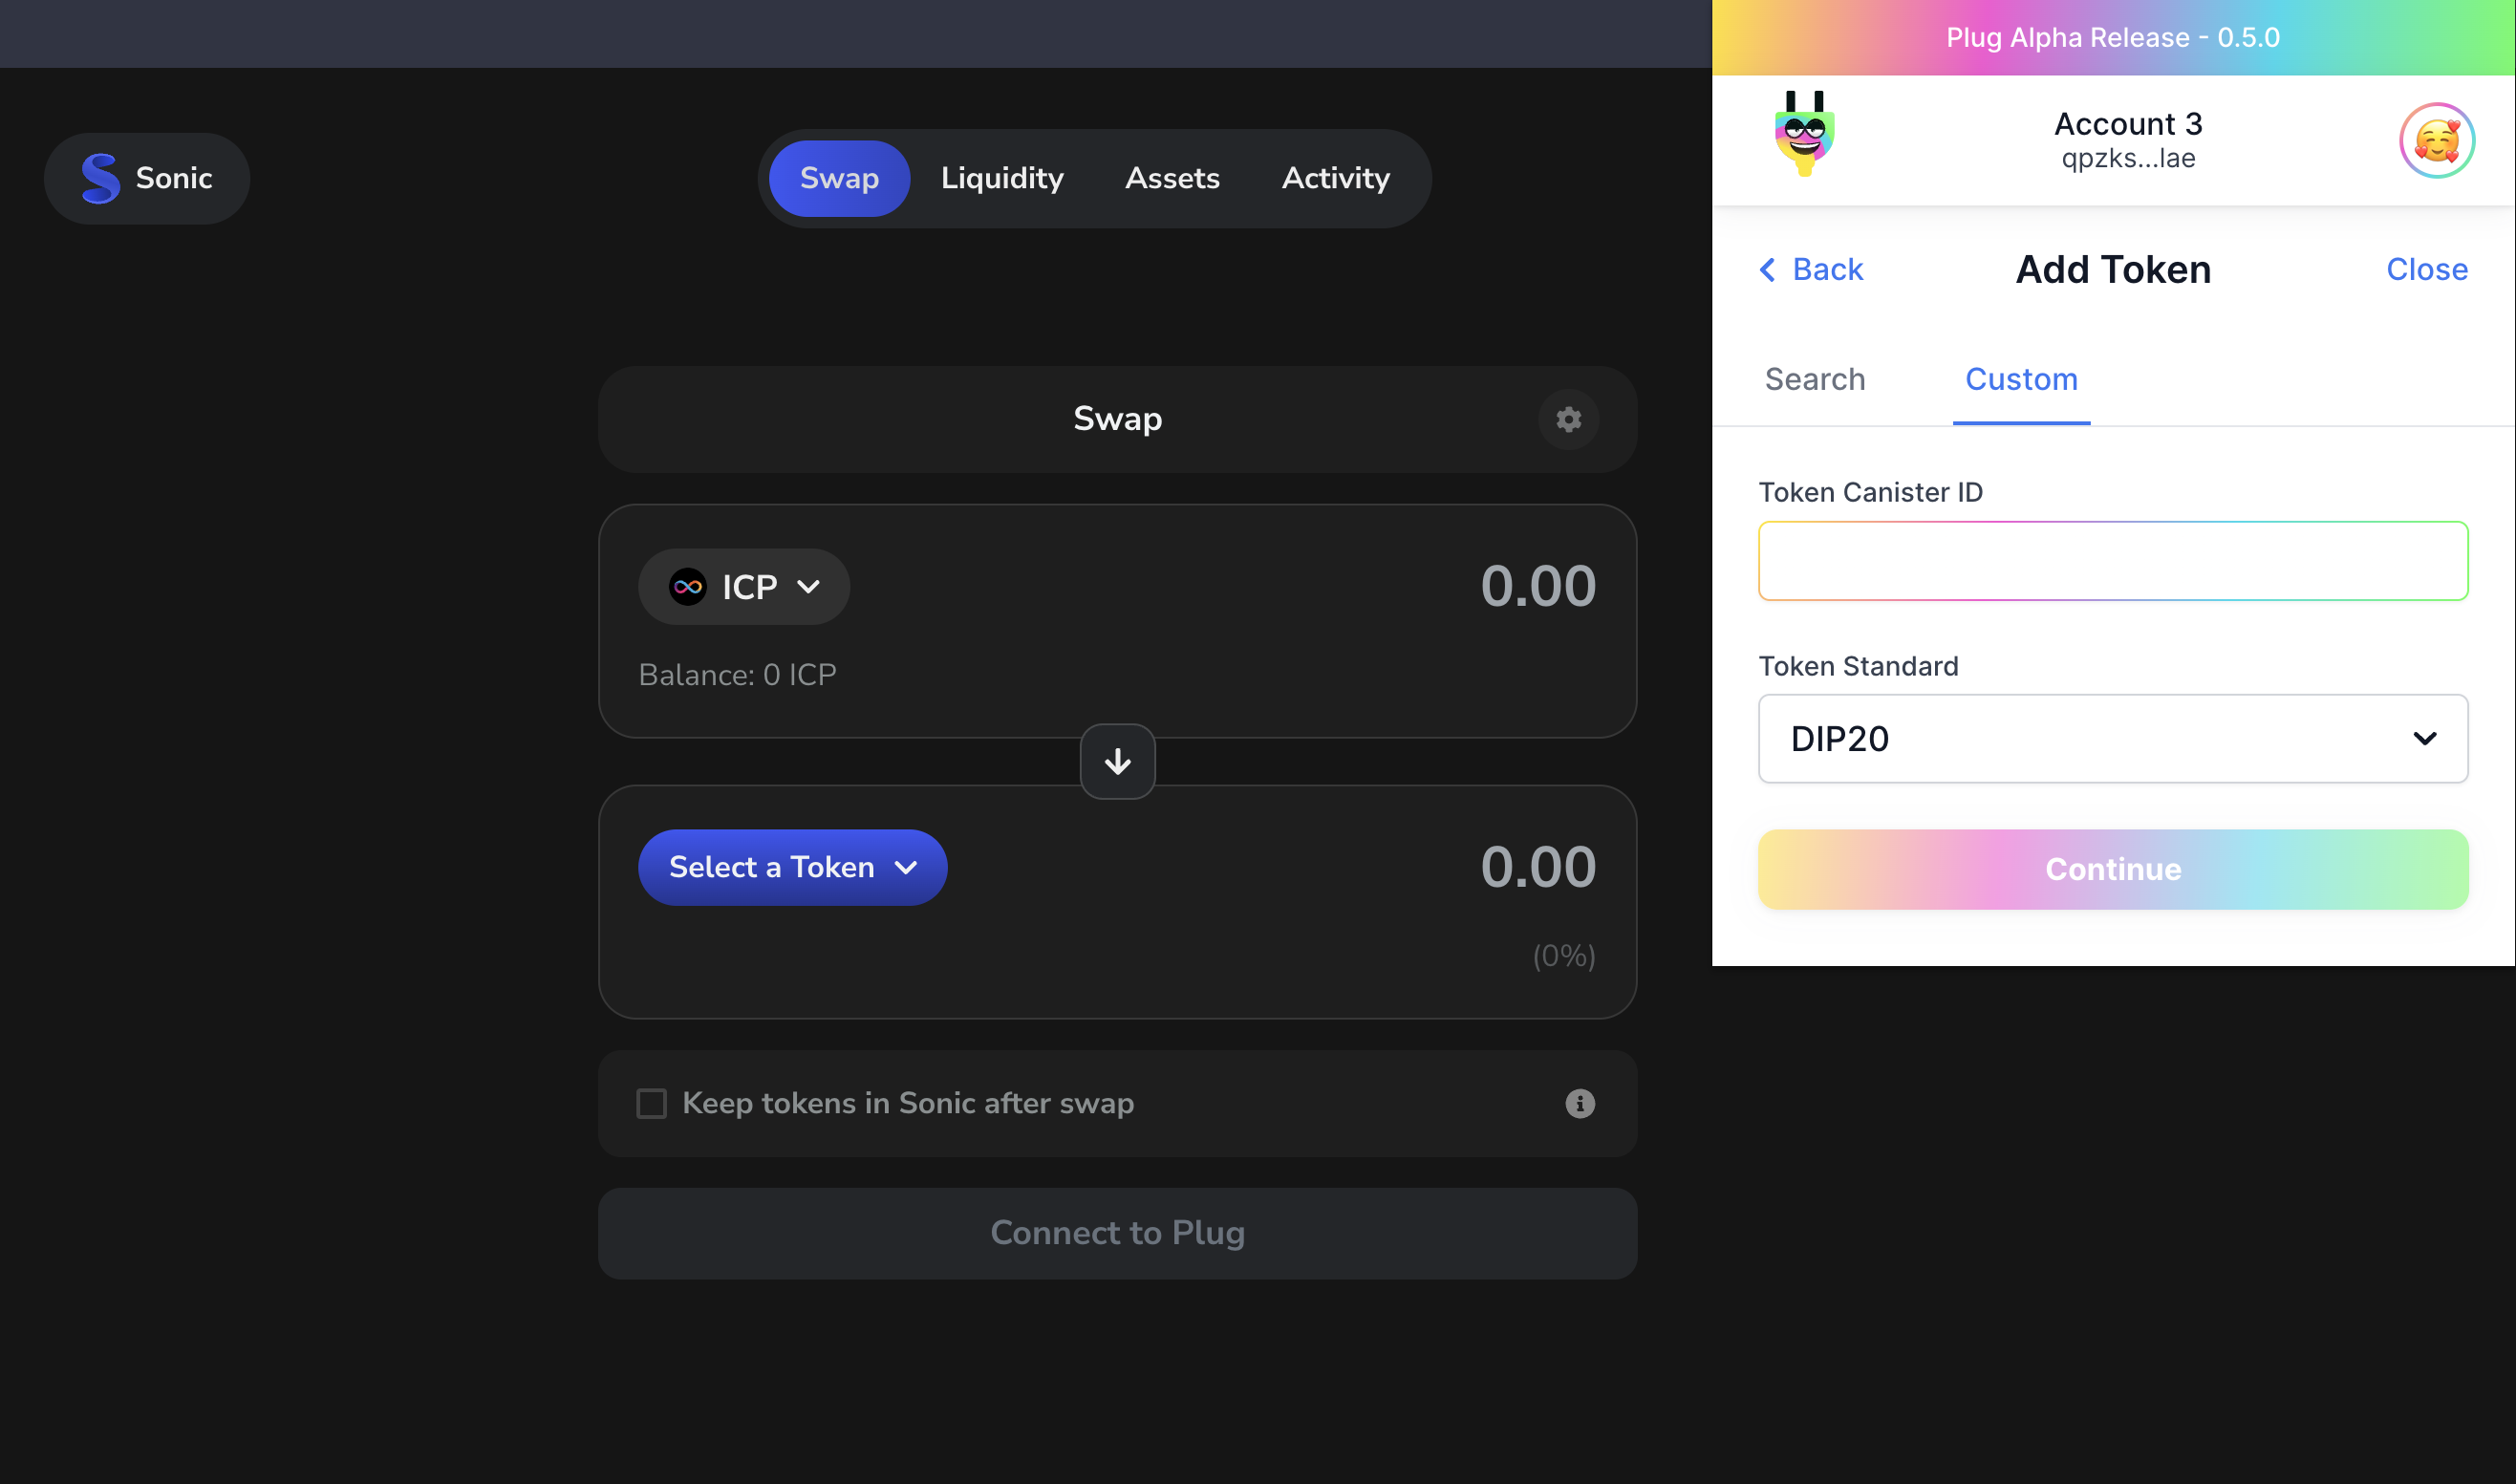 Plug Alpha Release - 0.5.0
Sonic
Swap
Liquidity
Assets
Activity
Account 3
qpzks...lae
Back
Add Token
Close
Search
Custom
Token Canister ID
Token Standard
DIP20
Continue
Swap
ICP
0.00
Balance: 0 ICP
Select a Token
0.00
(0%)
Keep tokens in Sonic after swap
Connect to Plug